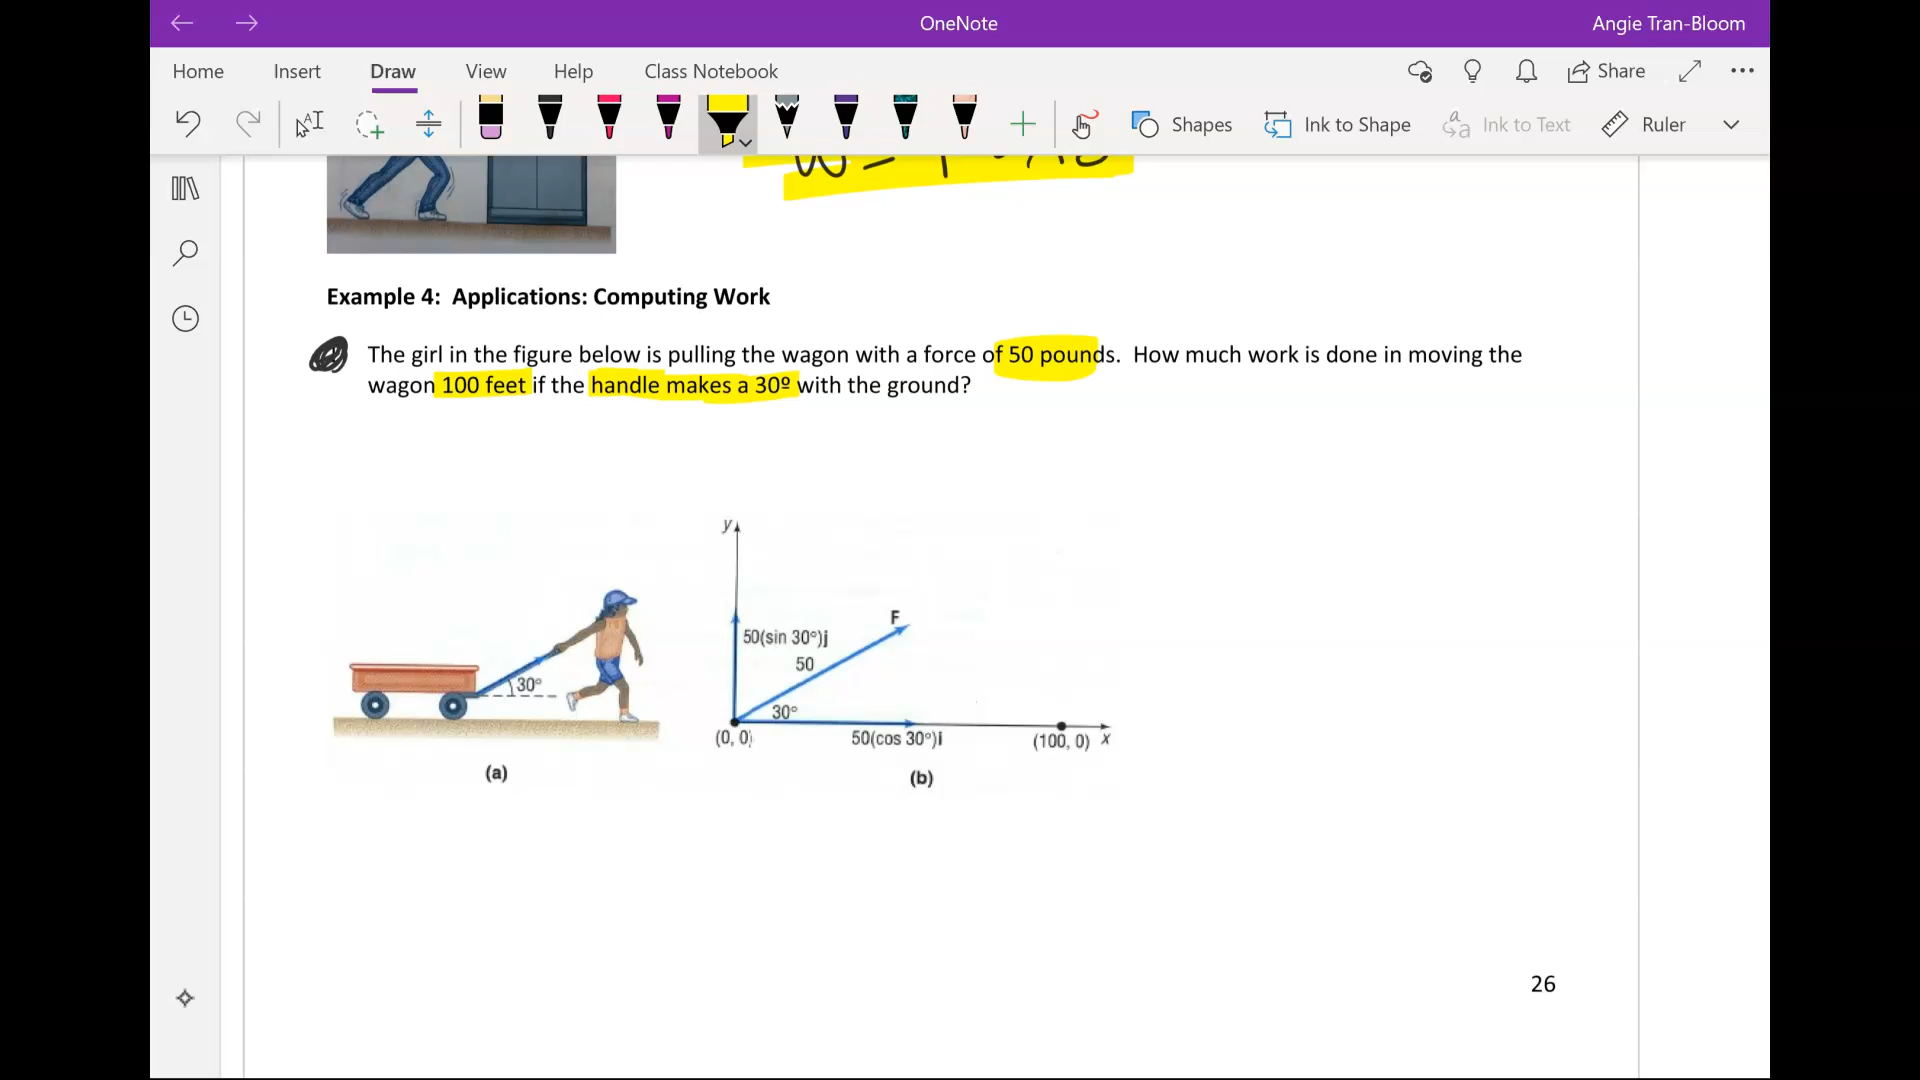 OneNote
Angie Tran-Bloom
Home Insert Draw View Help Class Notebook
Share
Shapes Ink to Shape Ink to Text Ruler
Example 4: Applications: Computing Work
The girl in the figure below is pulling the wagon with a force of 50 pounds. How much work is done in moving the
wagon 100 feet if the handle makes a 30º with the ground?
y
F
50(sin 30°)j
50
30°
30°
(0, 0)
50(cos 30°)i
(100, 0) x
(a)
(b)
26